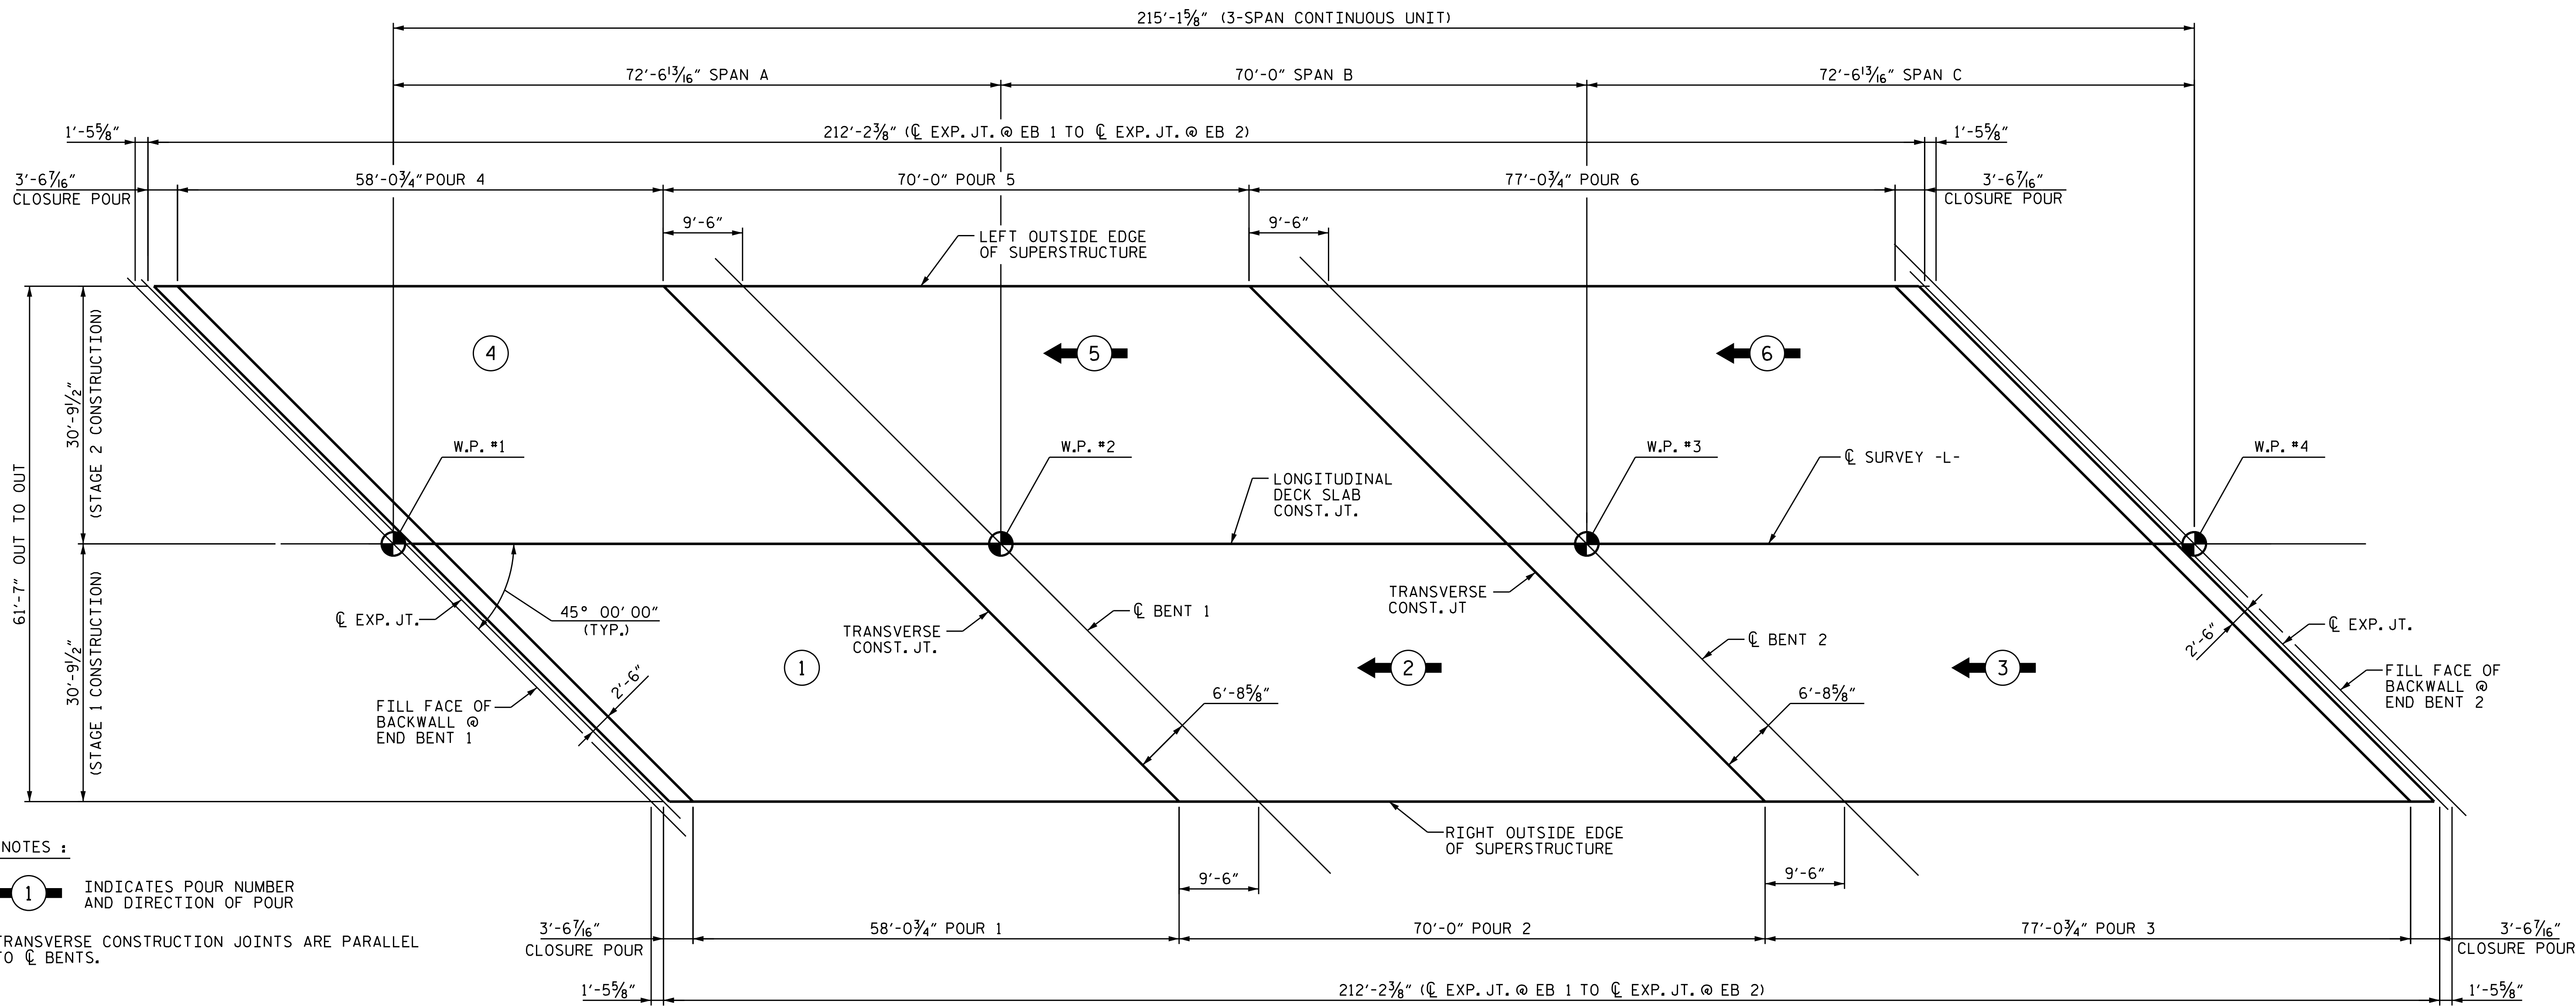 215'-1⅝" (3-SPAN CONTINUOUS UNIT)
72'-6¹³⁄₁₆" SPAN A
70'-0" SPAN B
72'-6¹³⁄₁₆" SPAN C
1'-5⅝"
212'-2⅜" (℄ EXP. JT. @ EB 1 TO ℄ EXP. JT. @ EB 2)
1'-5⅝"
3'-6⁷⁄₁₆"
CLOSURE POUR
58'-0¾" POUR 4
70'-0" POUR 5
77'-0¾" POUR 6
3'-6⁷⁄₁₆"
CLOSURE POUR
9'-6"
9'-6"
LEFT OUTSIDE EDGE
OF SUPERSTRUCTURE
4
5
6
61'-7" OUT TO OUT
30'-9½"
(STAGE 2 CONSTRUCTION)
30'-9½"
(STAGE 1 CONSTRUCTION)
W.P. #1
W.P. #2
W.P. #3
W.P. #4
℄ SURVEY -L-
LONGITUDINAL
DECK SLAB
CONST. JT.
℄ EXP. JT.
45° 00' 00"
(TYP.)
TRANSVERSE
CONST. JT.
℄ BENT 1
TRANSVERSE
CONST. JT
℄ BENT 2
℄ EXP. JT.
2'-6"
2'-6"
1
2
3
6'-8⅝"
6'-8⅝"
FILL FACE OF
BACKWALL @
END BENT 1
FILL FACE OF
BACKWALL @
END BENT 2
RIGHT OUTSIDE EDGE
OF SUPERSTRUCTURE
NOTES :
1
INDICATES POUR NUMBER
AND DIRECTION OF POUR
TRANSVERSE CONSTRUCTION JOINTS ARE PARALLEL
TO ℄ BENTS.
9'-6"
9'-6"
3'-6⁷⁄₁₆"
CLOSURE POUR
58'-0¾" POUR 1
70'-0" POUR 2
77'-0¾" POUR 3
3'-6⁷⁄₁₆"
CLOSURE POUR
1'-5⅝"
212'-2⅜" (℄ EXP. JT. @ EB 1 TO ℄ EXP. JT. @ EB 2)
1'-5⅝"